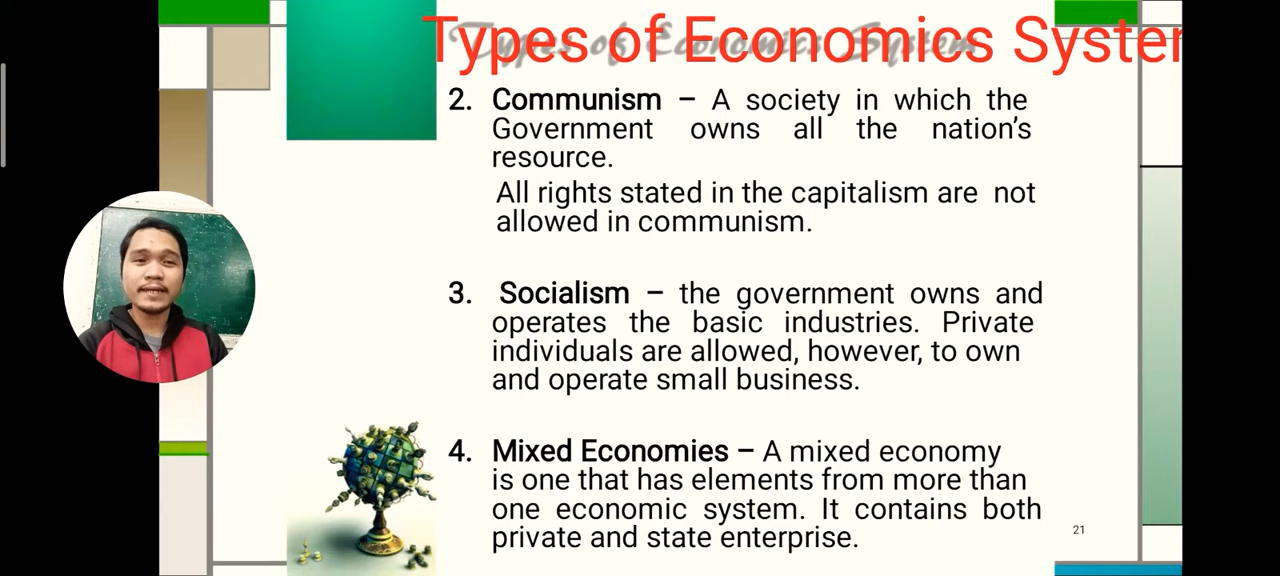 Types of Economics System
2. Communism – A society in which the
Government owns all the nation's
resource.
All rights stated in the capitalism are not
allowed in communism.
3. Socialism – the government owns and
operates the basic industries. Private
individuals are allowed, however, to own
and operate small business.
4. Mixed Economies – A mixed economy
is one that has elements from more than
one economic system. It contains both
private and state enterprise.
21